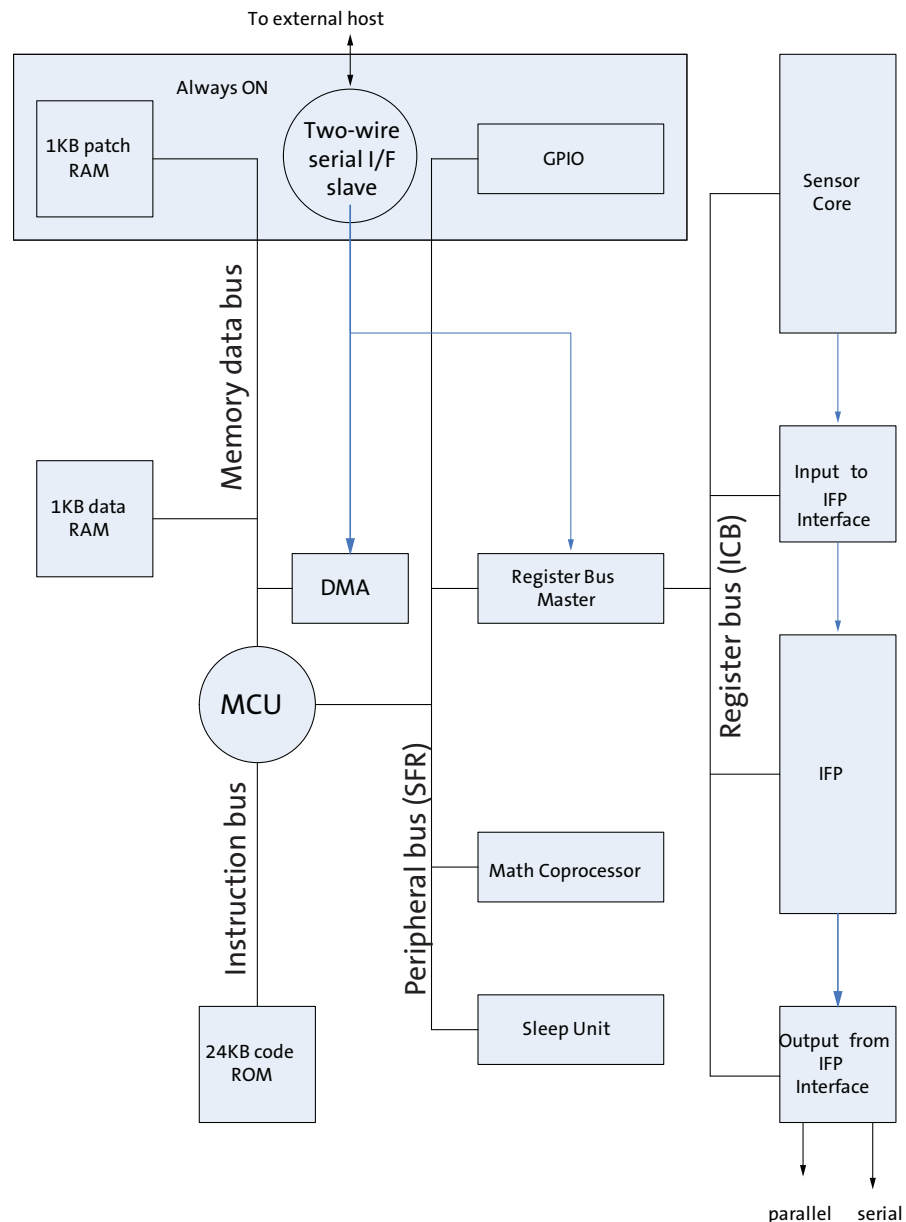 To external host
Always ON
1KB patch
RAM
Two-wire
serial I/F
slave
GPIO
Sensor
Core
Memory data bus
1KB data
RAM
DMA
Register Bus
Master
Register bus (ICB)
Input to
IFP
Interface
MCU
Instruction bus
Peripheral bus (SFR)
IFP
Math Coprocessor
24KB code
ROM
Sleep Unit
Output from
IFP
Interface
parallel
serial